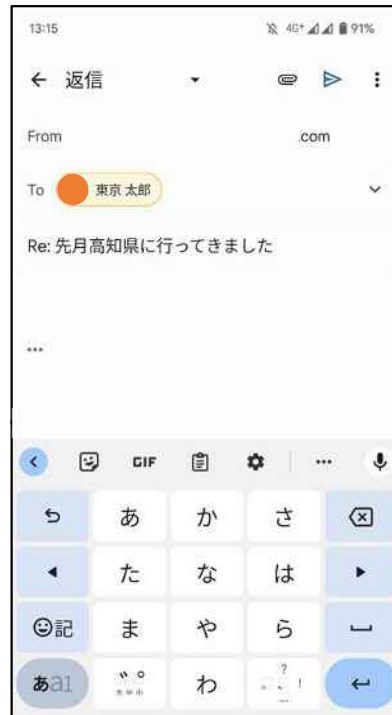 13:15 4G+ 91%
返信
From .com
To 東京 太郎
Re: 先月高知県に行ってきました
...
GIF ...
あ か さ
た な は
記 ま や ら
あa1 わ 、 。 ? !